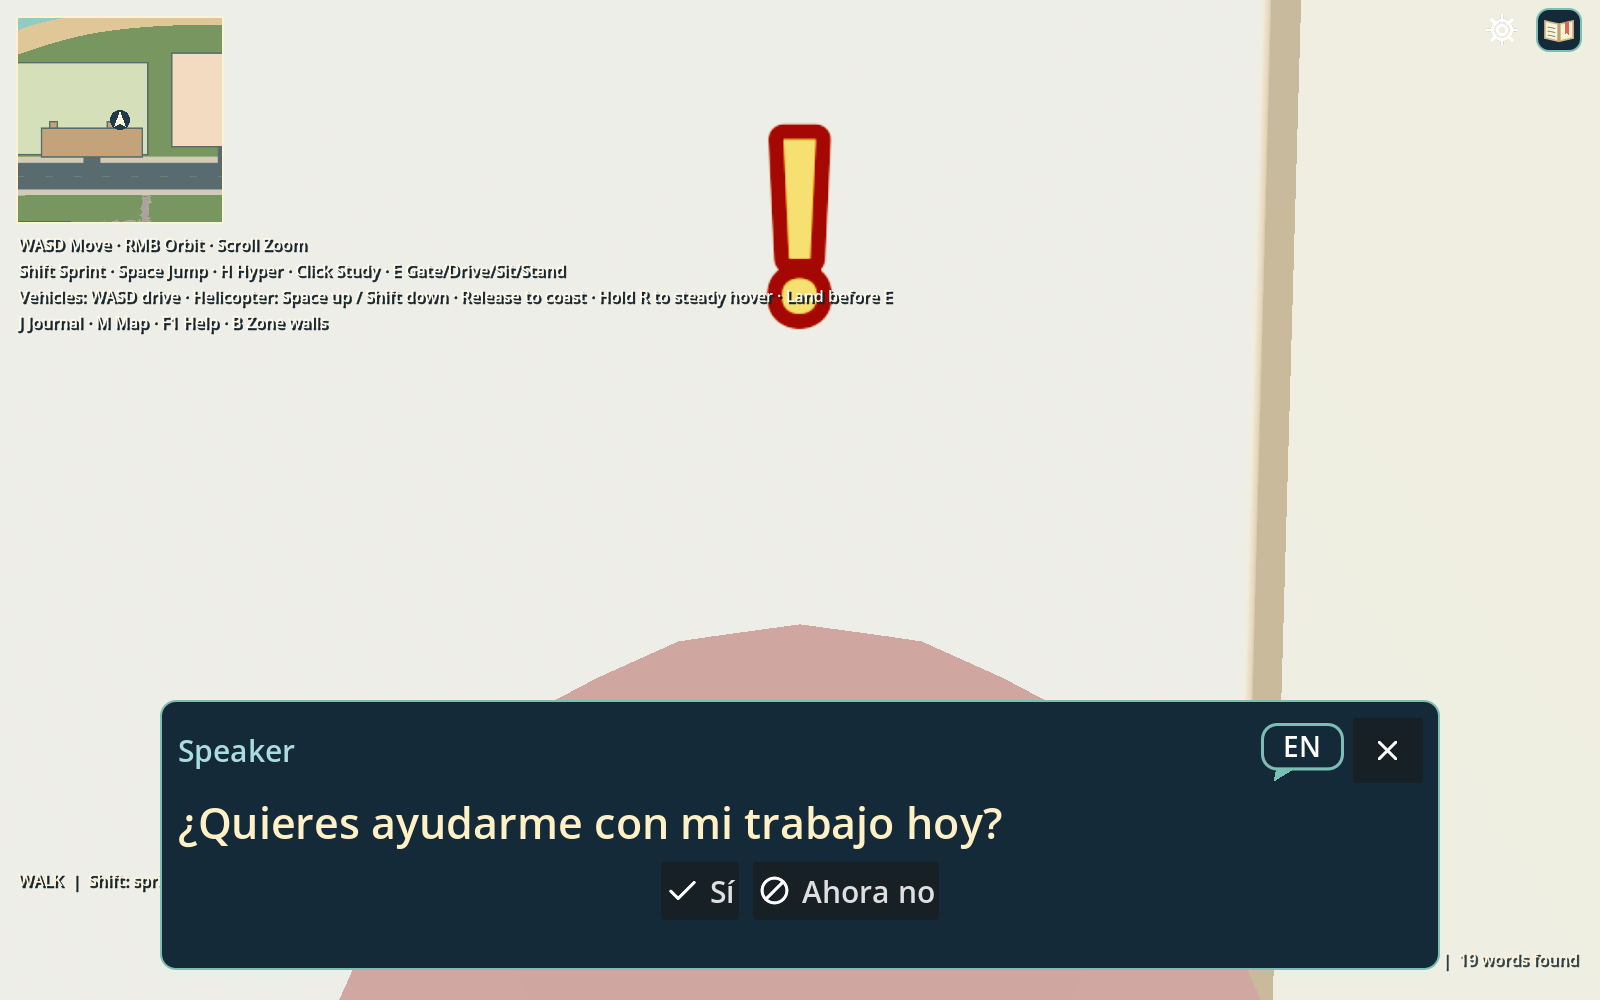 WASD Move · RMB Orbit · Scroll Zoom
Shift Sprint · Space Jump · H Hyper · Click Study · E Gate/Drive/Sit/Stand
Vehicles: WASD drive · Helicopter: Space up / Shift down · Release to coast · Hold R to steady hover · Land before E
J Journal · M Map · F1 Help · B Zone walls
Speaker
EN
¿Quieres ayudarme con mi trabajo hoy?
Sí
Ahora no
WALK | Shift: spr
| 19 words found